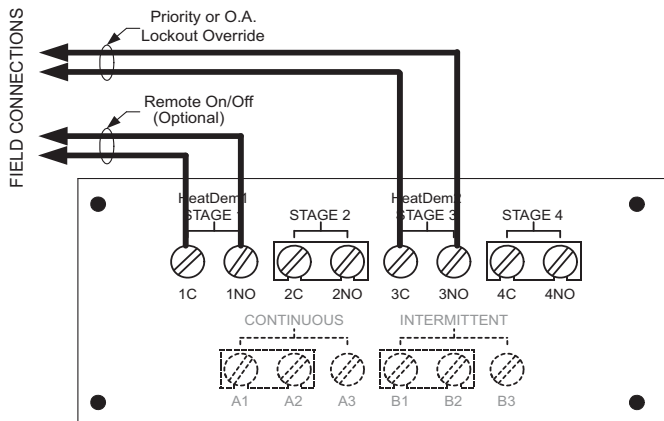 Priority or O.A.
Lockout Override
Remote On/Off
(Optional)
FIELD CONNECTIONS
HeatDem1
STAGE 1
STAGE 2
HeatDem2
STAGE 3
STAGE 4
1C 1NO 2C 2NO 3C 3NO 4C 4NO
CONTINUOUS INTERMITTENT
A1 A2 A3 B1 B2 B3